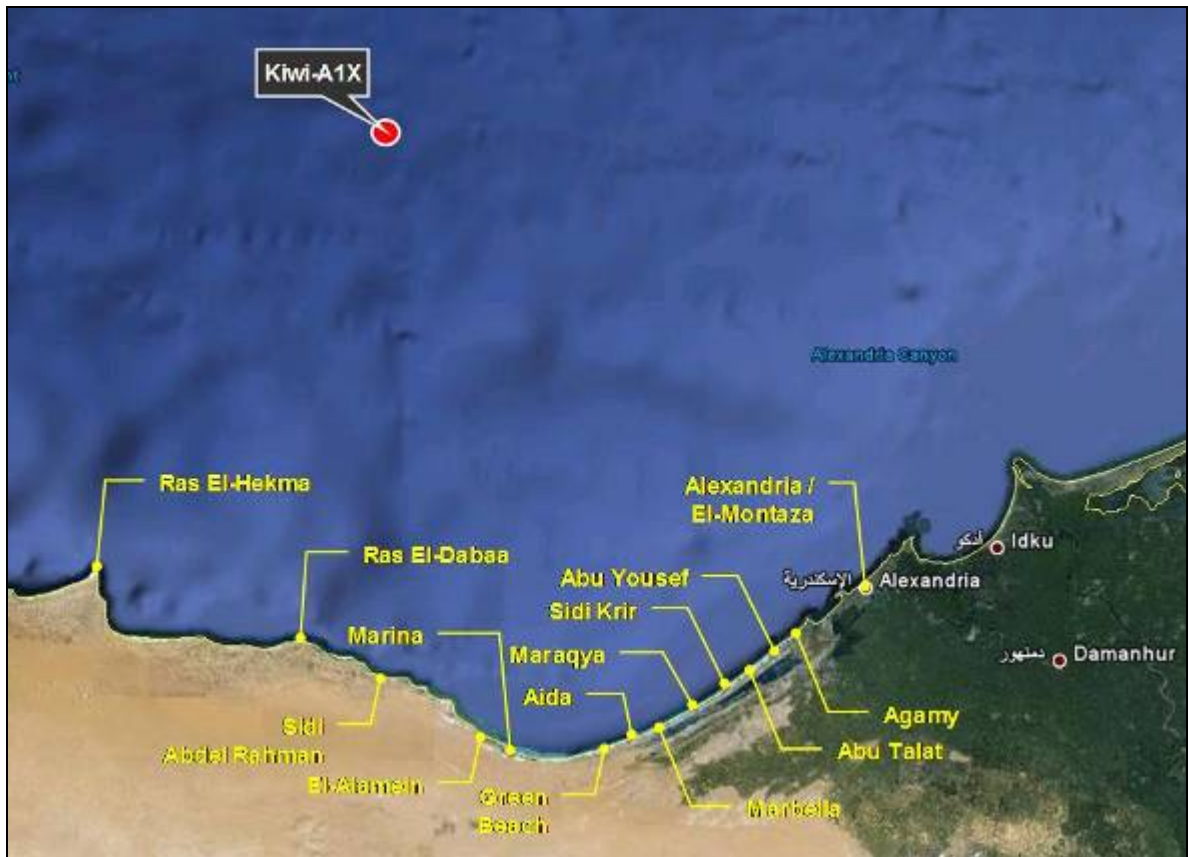 Kiwi-A1X
Alexandria Canyon
Ras El-Hekma
Alexandria /
El-Montaza
أدكو
Idku
Ras El-Dabaa
Abu Yousef
الإسكندرية
Alexandria
Sidi Krir
Marina
Maraqya
دمنهور
Damanhur
Aida
Sidi
Abdel Rahman
Agamy
Abu Talat
El-Alamein
Green
Beach
Marbella